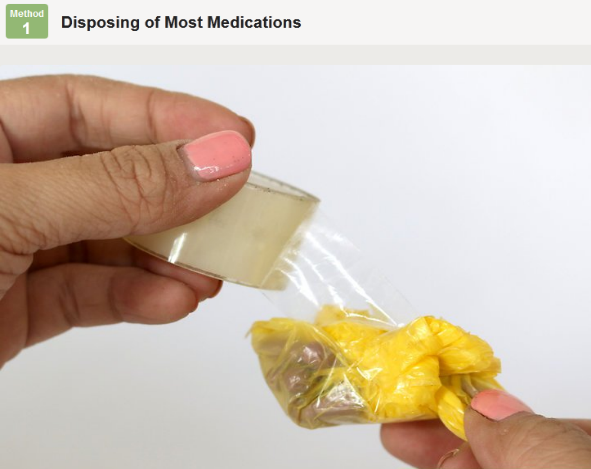 Method
1
Disposing of Most Medications